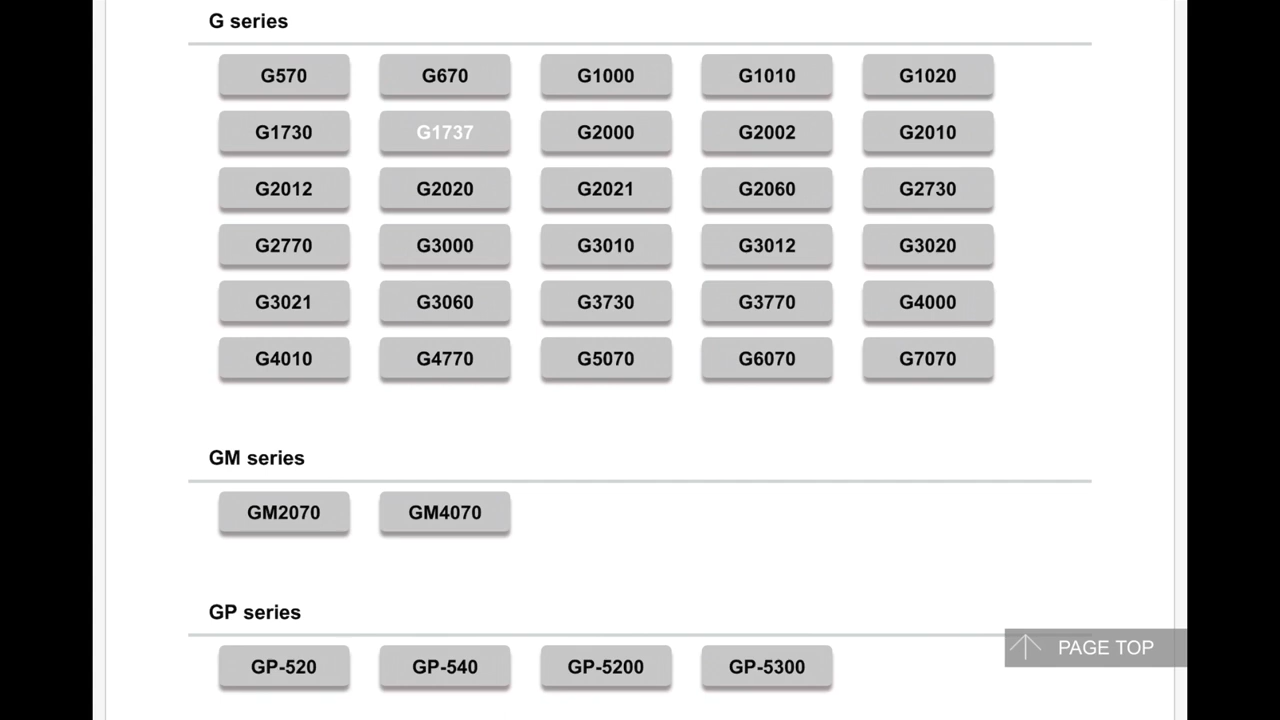 G series
G570 G670 G1000 G1010 G1020
G1730 G1737 G2000 G2002 G2010
G2012 G2020 G2021 G2060 G2730
G2770 G3000 G3010 G3012 G3020
G3021 G3060 G3730 G3770 G4000
G4010 G4770 G5070 G6070 G7070
GM series
GM2070 GM4070
GP series
PAGE TOP
GP-520 GP-540 GP-5200 GP-5300